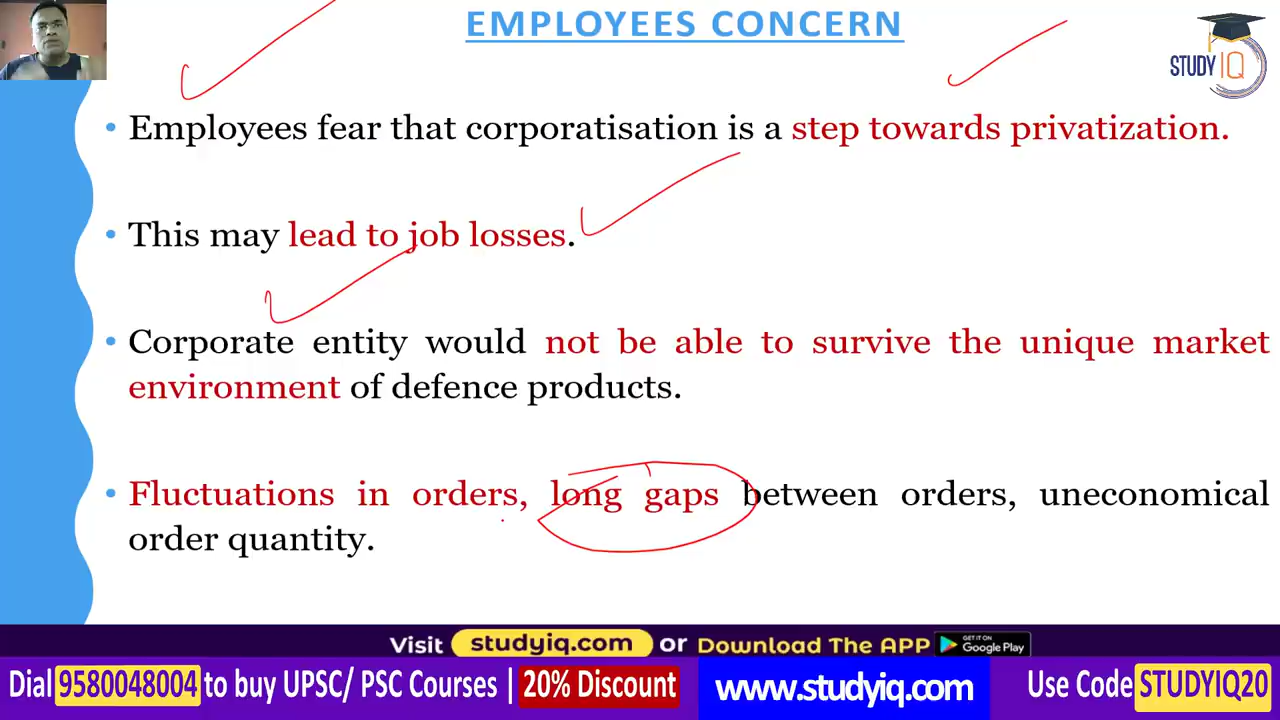 EMPLOYEES CONCERN
STUDY IQ
• Employees fear that corporatisation is a step towards privatization.
• This may lead to job losses.
• Corporate entity would not be able to survive the unique market
environment of defence products.
• Fluctuations in orders, long gaps between orders, uneconomical
order quantity.
Visit studyiq.com or Download The APP GET IT ON Google Play
Dial 9580048004 to buy UPSC/ PSC Courses | 20% Discount www.studyiq.com Use Code STUDYIQ20